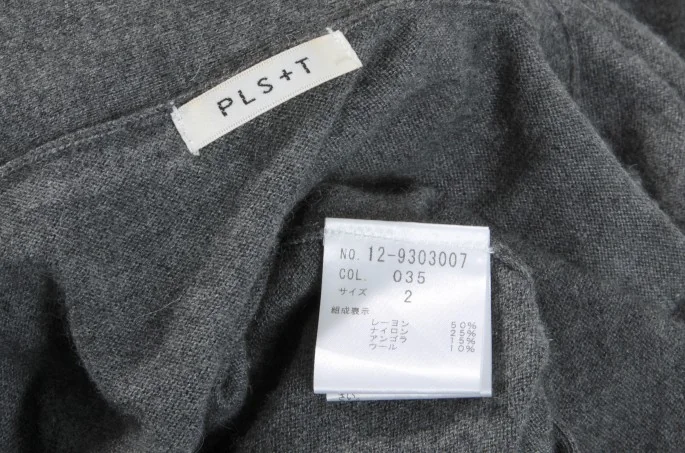 PLS+T
NO. 12-9303007
COL. 035
サイズ 2
組成表示
レーヨン 50%
ナイロン 25%
アンゴラ 15%
ウール 10%